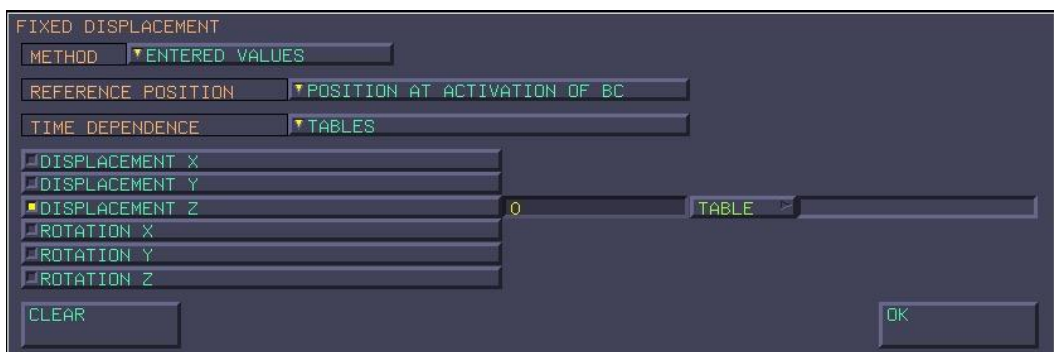 FIXED DISPLACEMENT
METHOD ENTERED VALUES
REFERENCE POSITION POSITION AT ACTIVATION OF BC
TIME DEPENDENCE TABLES
DISPLACEMENT X
DISPLACEMENT Y
DISPLACEMENT Z 0 TABLE
ROTATION X
ROTATION Y
ROTATION Z
CLEAR OK